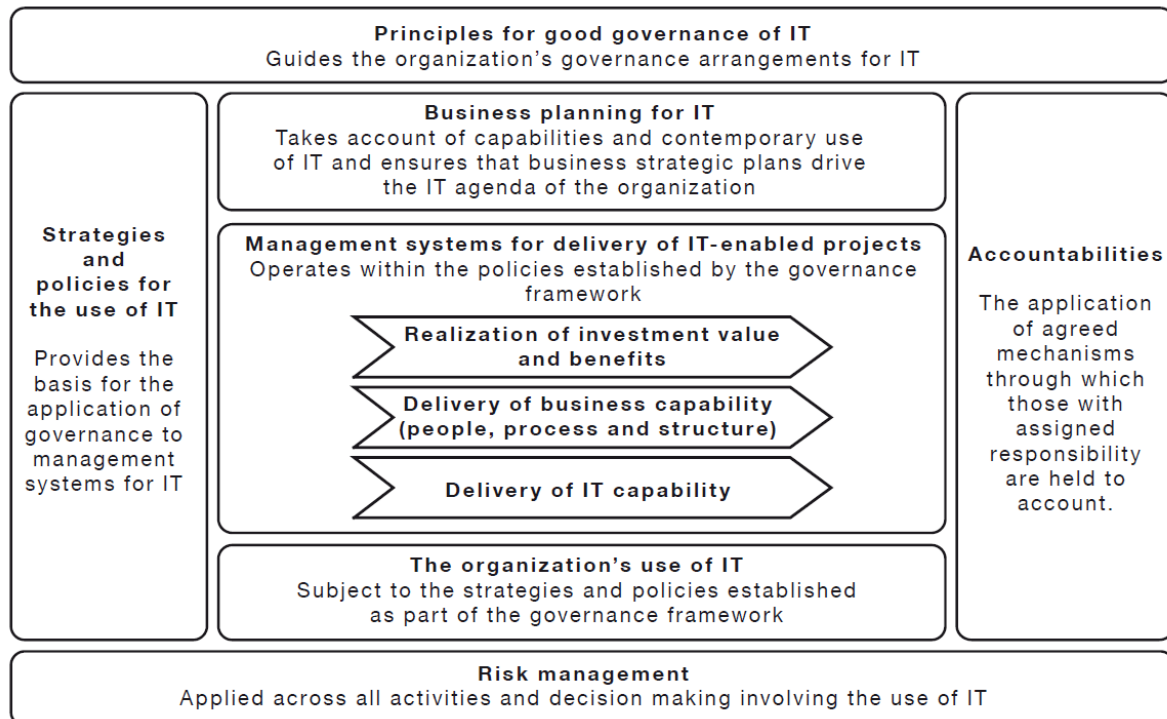 Principles for good governance of IT
Guides the organization's governance arrangements for IT
Strategies
and
policies for
the use of IT
Provides the
basis for the
application of
governance to
management
systems for IT
Business planning for IT
Takes account of capabilities and contemporary use
of IT and ensures that business strategic plans drive
the IT agenda of the organization
Management systems for delivery of IT-enabled projects
Operates within the policies established by the governance
framework
Realization of investment value
and benefits
Delivery of business capability
(people, process and structure)
Delivery of IT capability
The organization's use of IT
Subject to the strategies and policies established
as part of the governance framework
Accountabilities
The application
of agreed
mechanisms
through which
those with
assigned
responsibility
are held to
account.
Risk management
Applied across all activities and decision making involving the use of IT